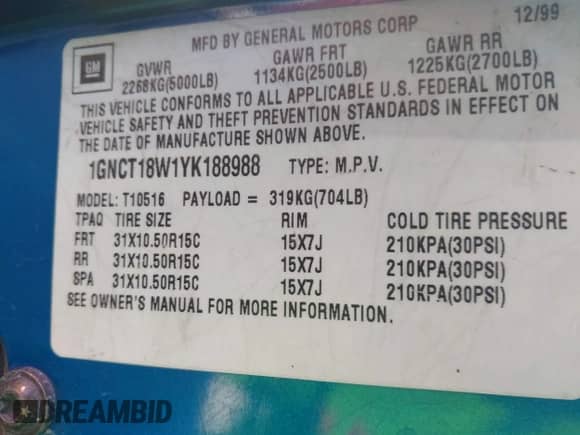 MFD BY GENERAL MOTORS CORP 12/99
GM
GVWR GAWR FRT GAWR RR
2268KG(5000LB) 1134KG(2500LB) 1225KG(2700LB)
THIS VEHICLE CONFORMS TO ALL APPLICABLE U.S. FEDERAL MOTOR
VEHICLE SAFETY AND THEFT PREVENTION STANDARDS IN EFFECT ON
THE DATE OF MANUFACTURE SHOWN ABOVE.
1GNCT18W1YK188988 TYPE: M.P.V.
MODEL: T10516 PAYLOAD = 319KG(704LB)
TPAQ TIRE SIZE RIM COLD TIRE PRESSURE
FRT 31X10.50R15C 15X7J 210KPA(30PSI)
RR 31X10.50R15C 15X7J 210KPA(30PSI)
SPA 31X10.50R15C 15X7J 210KPA(30PSI)
SEE OWNER'S MANUAL FOR MORE INFORMATION.
DREAMBID